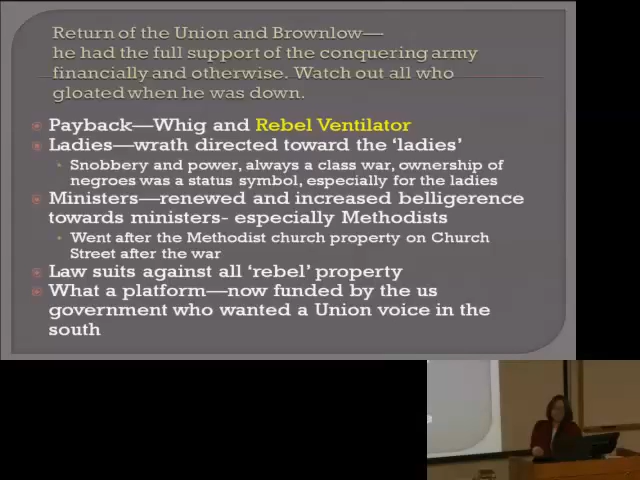 Return of the Union and Brownlow—
he had the full support of the conquering army
financially and otherwise. Watch out all who
gloated when he was down.
Payback—Whig and Rebel Ventilator
Ladies—wrath directed toward the 'ladies'
Snobbery and power, always a class war, ownership of
negroes was a status symbol, especially for the ladies
Ministers—renewed and increased belligerence
towards ministers- especially Methodists
Went after the Methodist church property on Church
Street after the war
Law suits against all 'rebel' property
What a platform—now funded by the us
government who wanted a Union voice in the
south